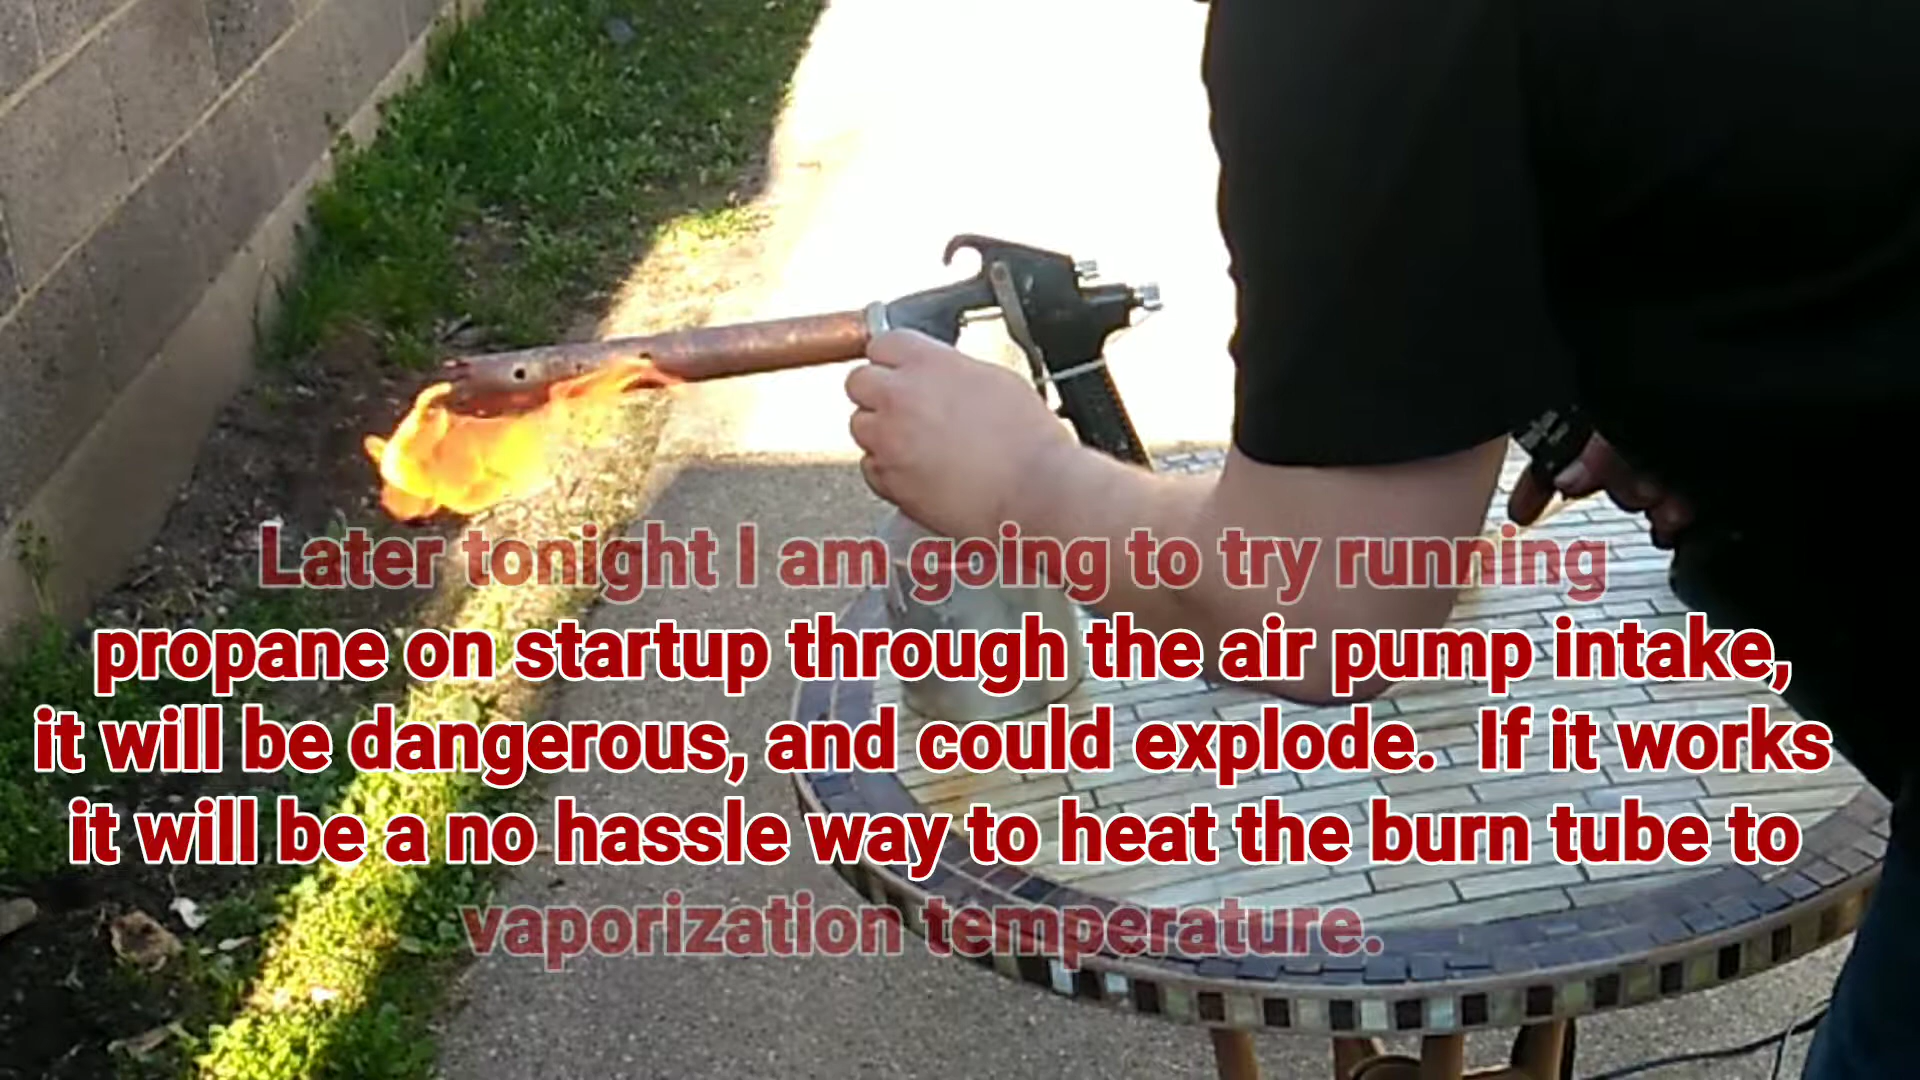 Later tonight I am going to try running
propane on startup through the air pump intake,
it will be dangerous, and could explode.  If it works
it will be a no hassle way to heat the burn tube to
vaporization temperature.